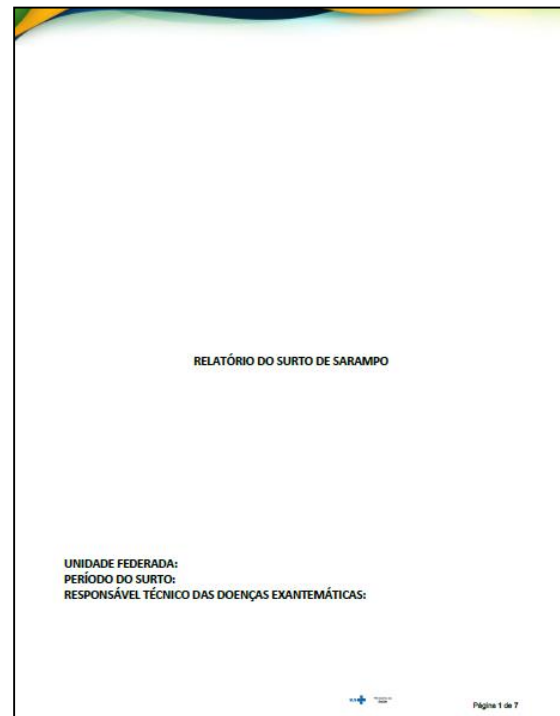 RELATÓRIO DO SURTO DE SARAMPO
UNIDADE FEDERADA:
PERÍODO DO SURTO:
RESPONSÁVEL TÉCNICO DAS DOENÇAS EXANTEMÁTICAS:
Página 1 de 7